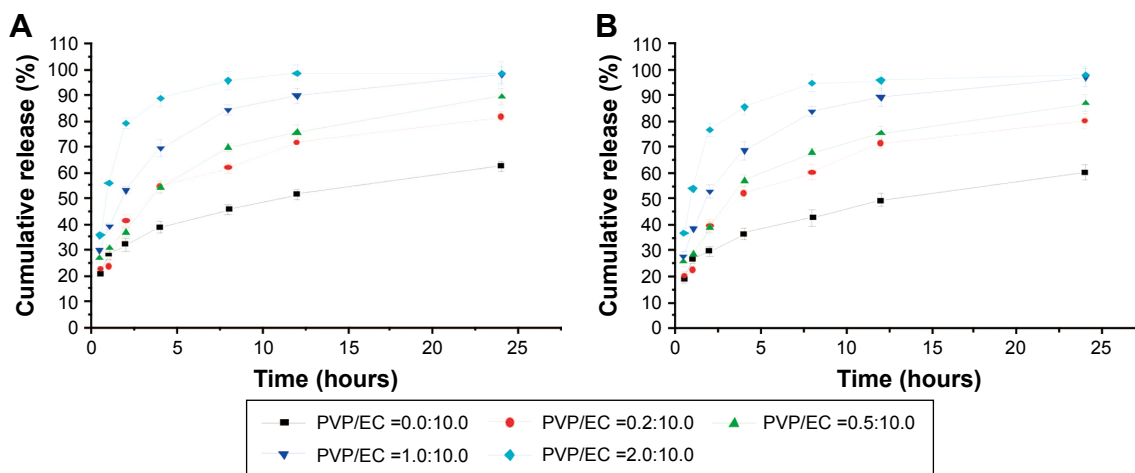 A
B
110
100
90
80
70
60
50
40
30
20
10
0
Cumulative release (%)
0 5 10 15 20 25
Time (hours)
110
100
90
80
70
60
50
40
30
20
10
0
Cumulative release (%)
0 5 10 15 20 25
Time (hours)
PVP/EC =0.0:10.0 PVP/EC =0.2:10.0 PVP/EC =0.5:10.0
PVP/EC =1.0:10.0 PVP/EC =2.0:10.0